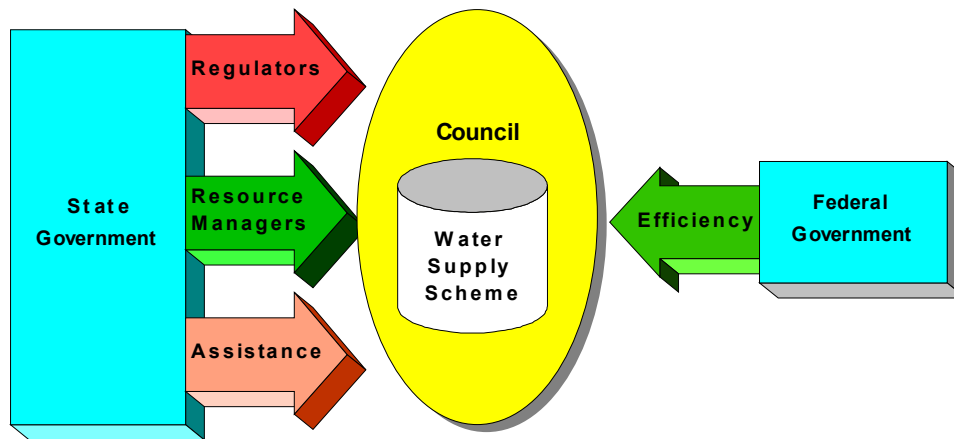 State
Government
Regulators
Resource
Managers
Assistance
Council
Water
Supply
Scheme
Efficiency
Federal
Government